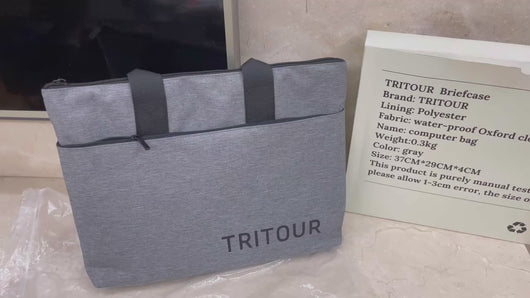 TRITOUR
TRITOUR Briefcase
Brand: TRITOUR
Lining: Polyester
Fabric: water-proof Oxford
Name: computer bag
Weight:0.3kg
Color: gray
Size: 37CM*29CM*4CM
This product is purely manual
please allow 1-3cm error, the size